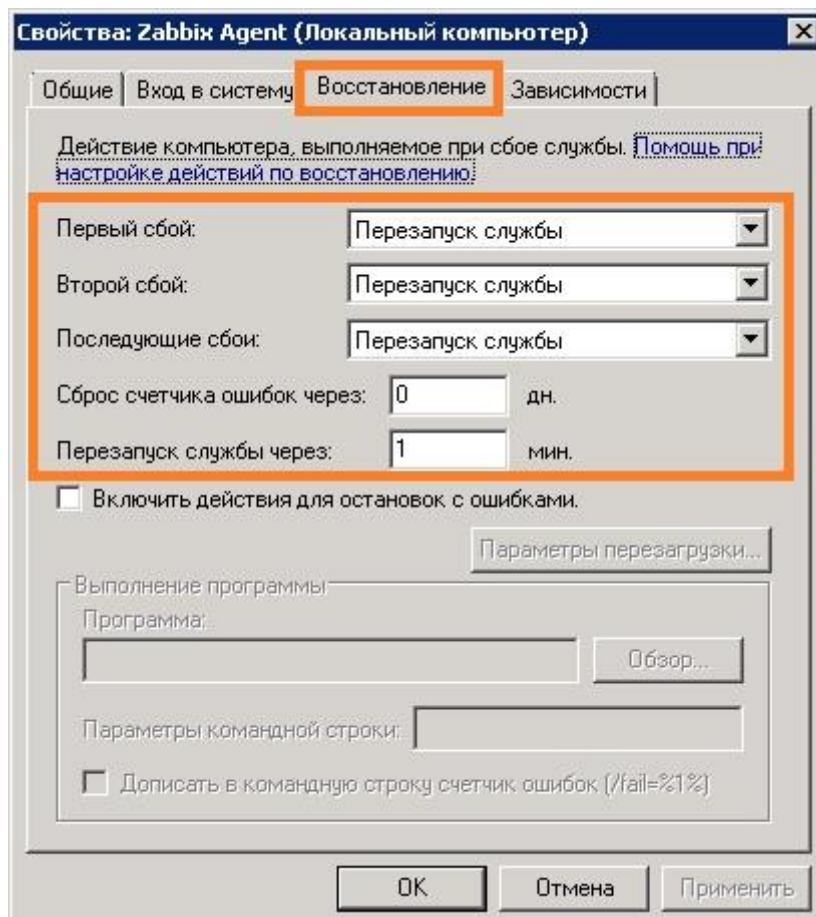 Свойства: Zabbix Agent (Локальный компьютер)
Общие Вход в систему Восстановление Зависимости
Действие компьютера, выполняемое при сбое службы. Помощь при
настройке действий по восстановлению.
Первый сбой: Перезапуск службы
Второй сбой: Перезапуск службы
Последующие сбои: Перезапуск службы
Сброс счетчика ошибок через: 0 дн.
Перезапуск службы через: 1 мин.
Включить действия для остановок с ошибками.
Параметры перезагрузки...
Выполнение программы
Программа:
Обзор...
Параметры командной строки:
Дописать в командную строку счетчик ошибок (/fail=%1%)
ОК Отмена Применить